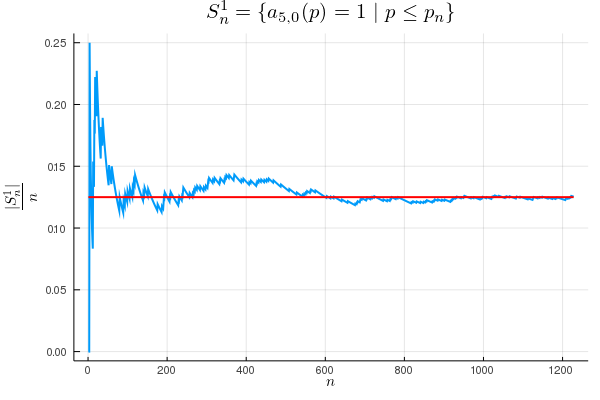 S_n^1 = {a_{5,0}(p) = 1 | p ≤ p_n}
|S_n^1|
n
0.25
0.20
0.15
0.10
0.05
0.00
0 200 400 600 800 1000 1200
n